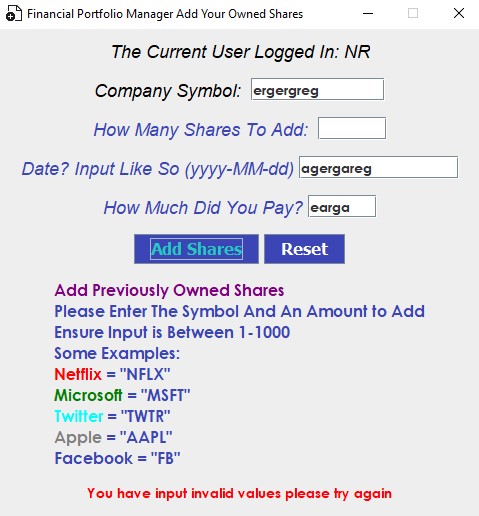 Financial Portfolio Manager Add Your Owned Shares
The Current User Logged In: NR
Company Symbol: ergergreg
How Many Shares To Add:
Date? Input Like So (yyyy-MM-dd) agergareg
How Much Did You Pay? earga
Add Shares Reset
Add Previously Owned Shares
Please Enter The Symbol And An Amount to Add
Ensure Input is Between 1-1000
Some Examples:
Netflix = "NFLX"
Microsoft = "MSFT"
Twitter = "TWTR"
Apple = "AAPL"
Facebook = "FB"
You have input invalid values please try again